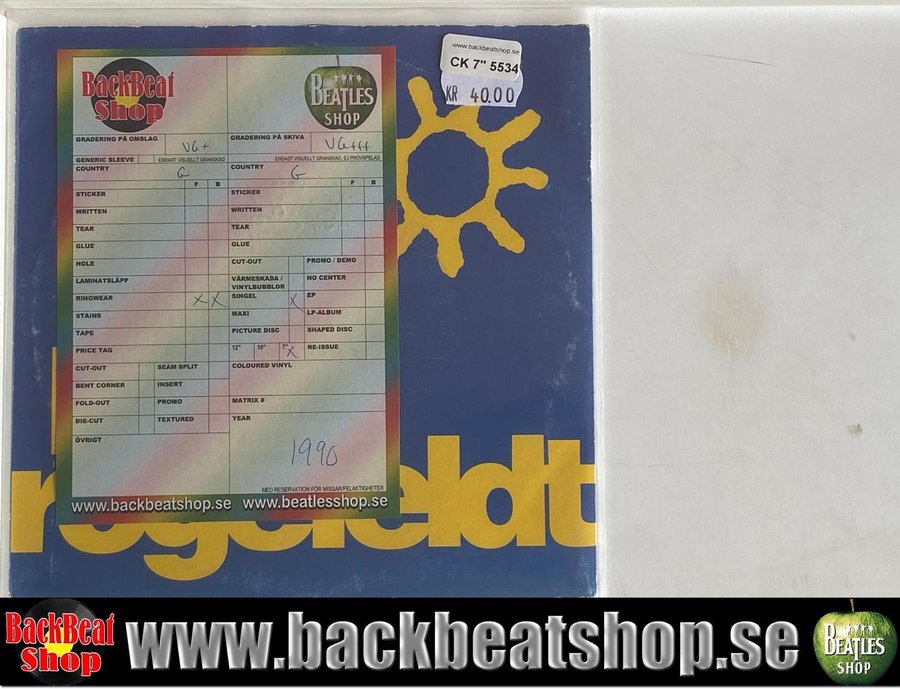 www.backbeatshop.se
CK 7" 5534
KR 40.00
BackBeat
Shop
BEATLES
SHOP
GRADERING PÅ OMSLAG VG+
GRADERING PÅ SKIVA VG+++
GENERIC SLEEVE ENDAST VISUELLT GRANSKAD
ENDAST VISUELLT GRANSKAD, EJ PROVSPELAD
COUNTRY G
COUNTRY G
F B
F B
STICKER
STICKER
WRITTEN
WRITTEN
TEAR
TEAR
GLUE
GLUE
HOLE
CUT-OUT PROMO / DEMO
LAMINATSLÄPP
VÄRMESKADA /
VINYLBUBBLOR
NO CENTER
RINGWEAR X X
SINGEL X EP
STAINS
MAXI LP-ALBUM
TAPE
PICTURE DISC SHAPED DISC
PRICE TAG
12" 10" 7" X RE-ISSUE
CUT-OUT SEAM SPLIT
COLOURED VINYL
BENT CORNER INSERT
FOLD-OUT PROMO
MATRIX #
DIE-CUT TEXTURED
YEAR
ÖVRIGT
1990
MED RESERVATION FÖR MISSAR/FELAKTIGHETER
www.backbeatshop.se www.beatlesshop.se
BackBeat
Shop
www.backbeatshop.se
BEATLES
SHOP